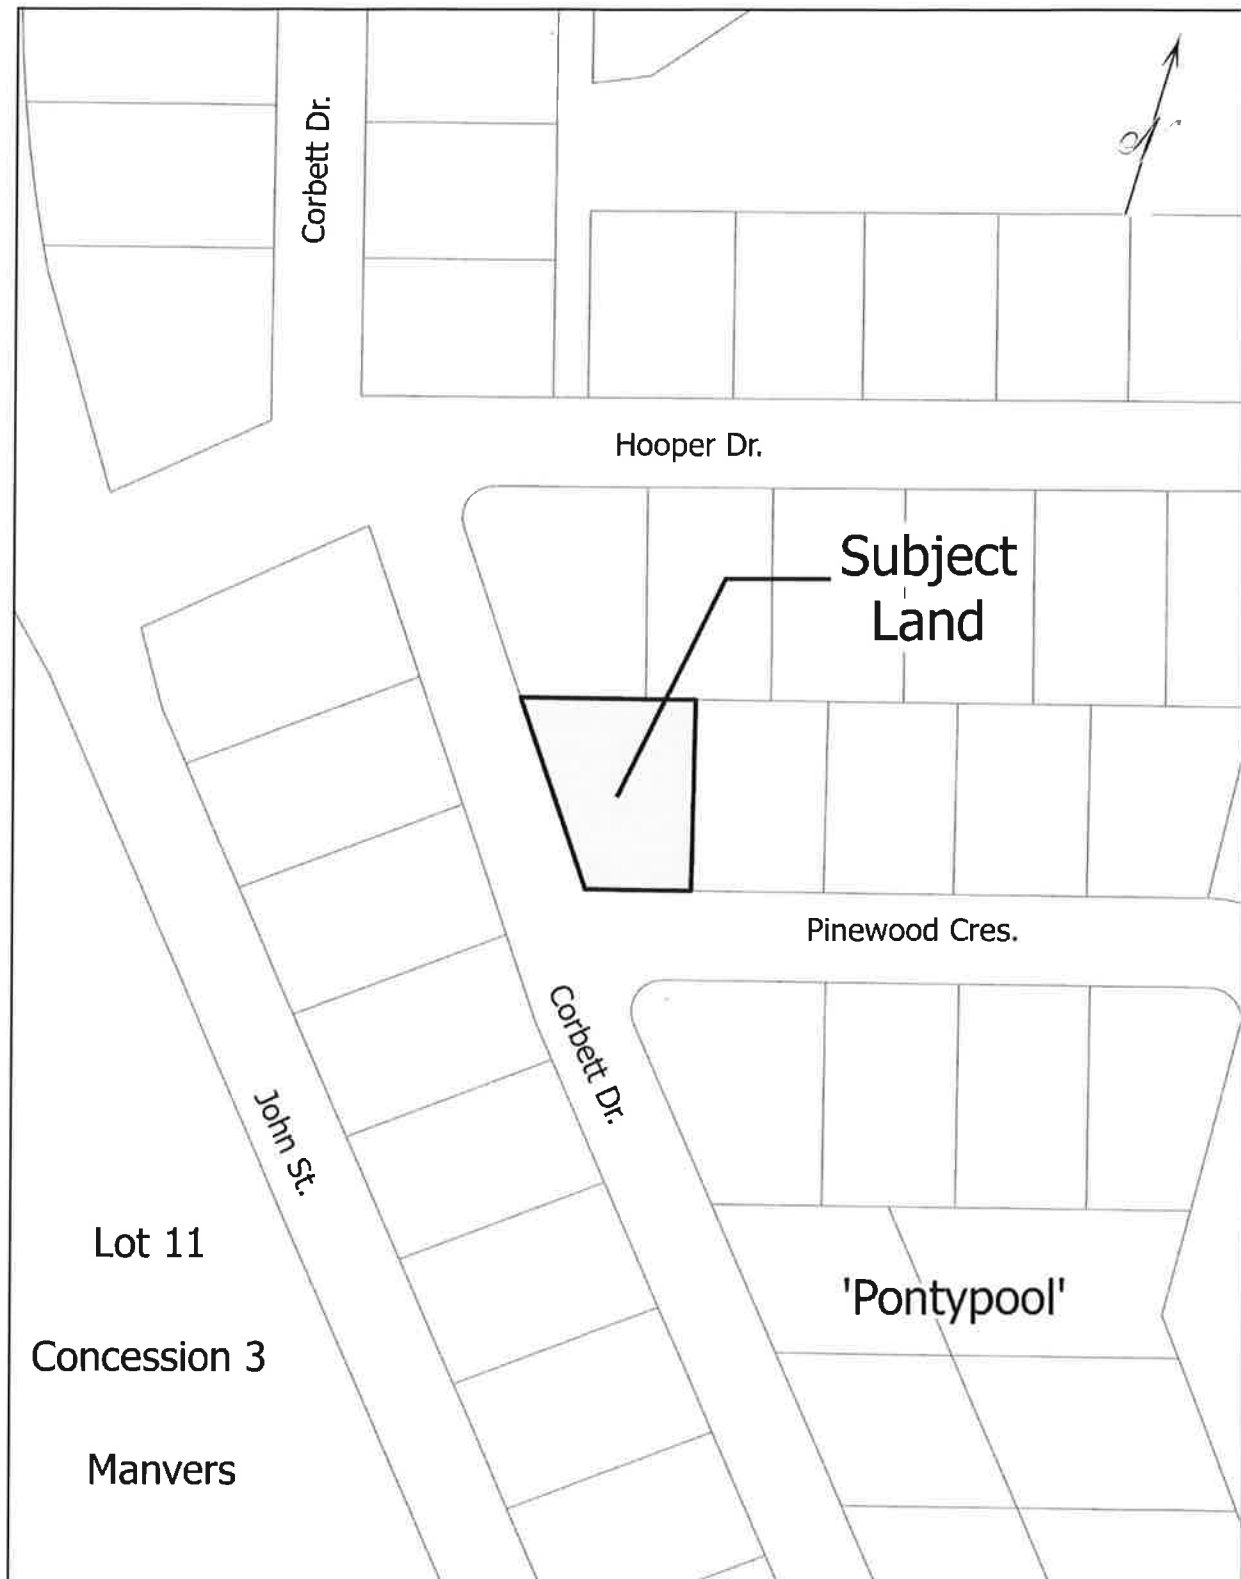 Corbett Dr.
Hooper Dr.
Subject
Land
Pinewood Cres.
Corbett Dr.
John St.
Lot 11
'Pontypool'
Concession 3
Manvers